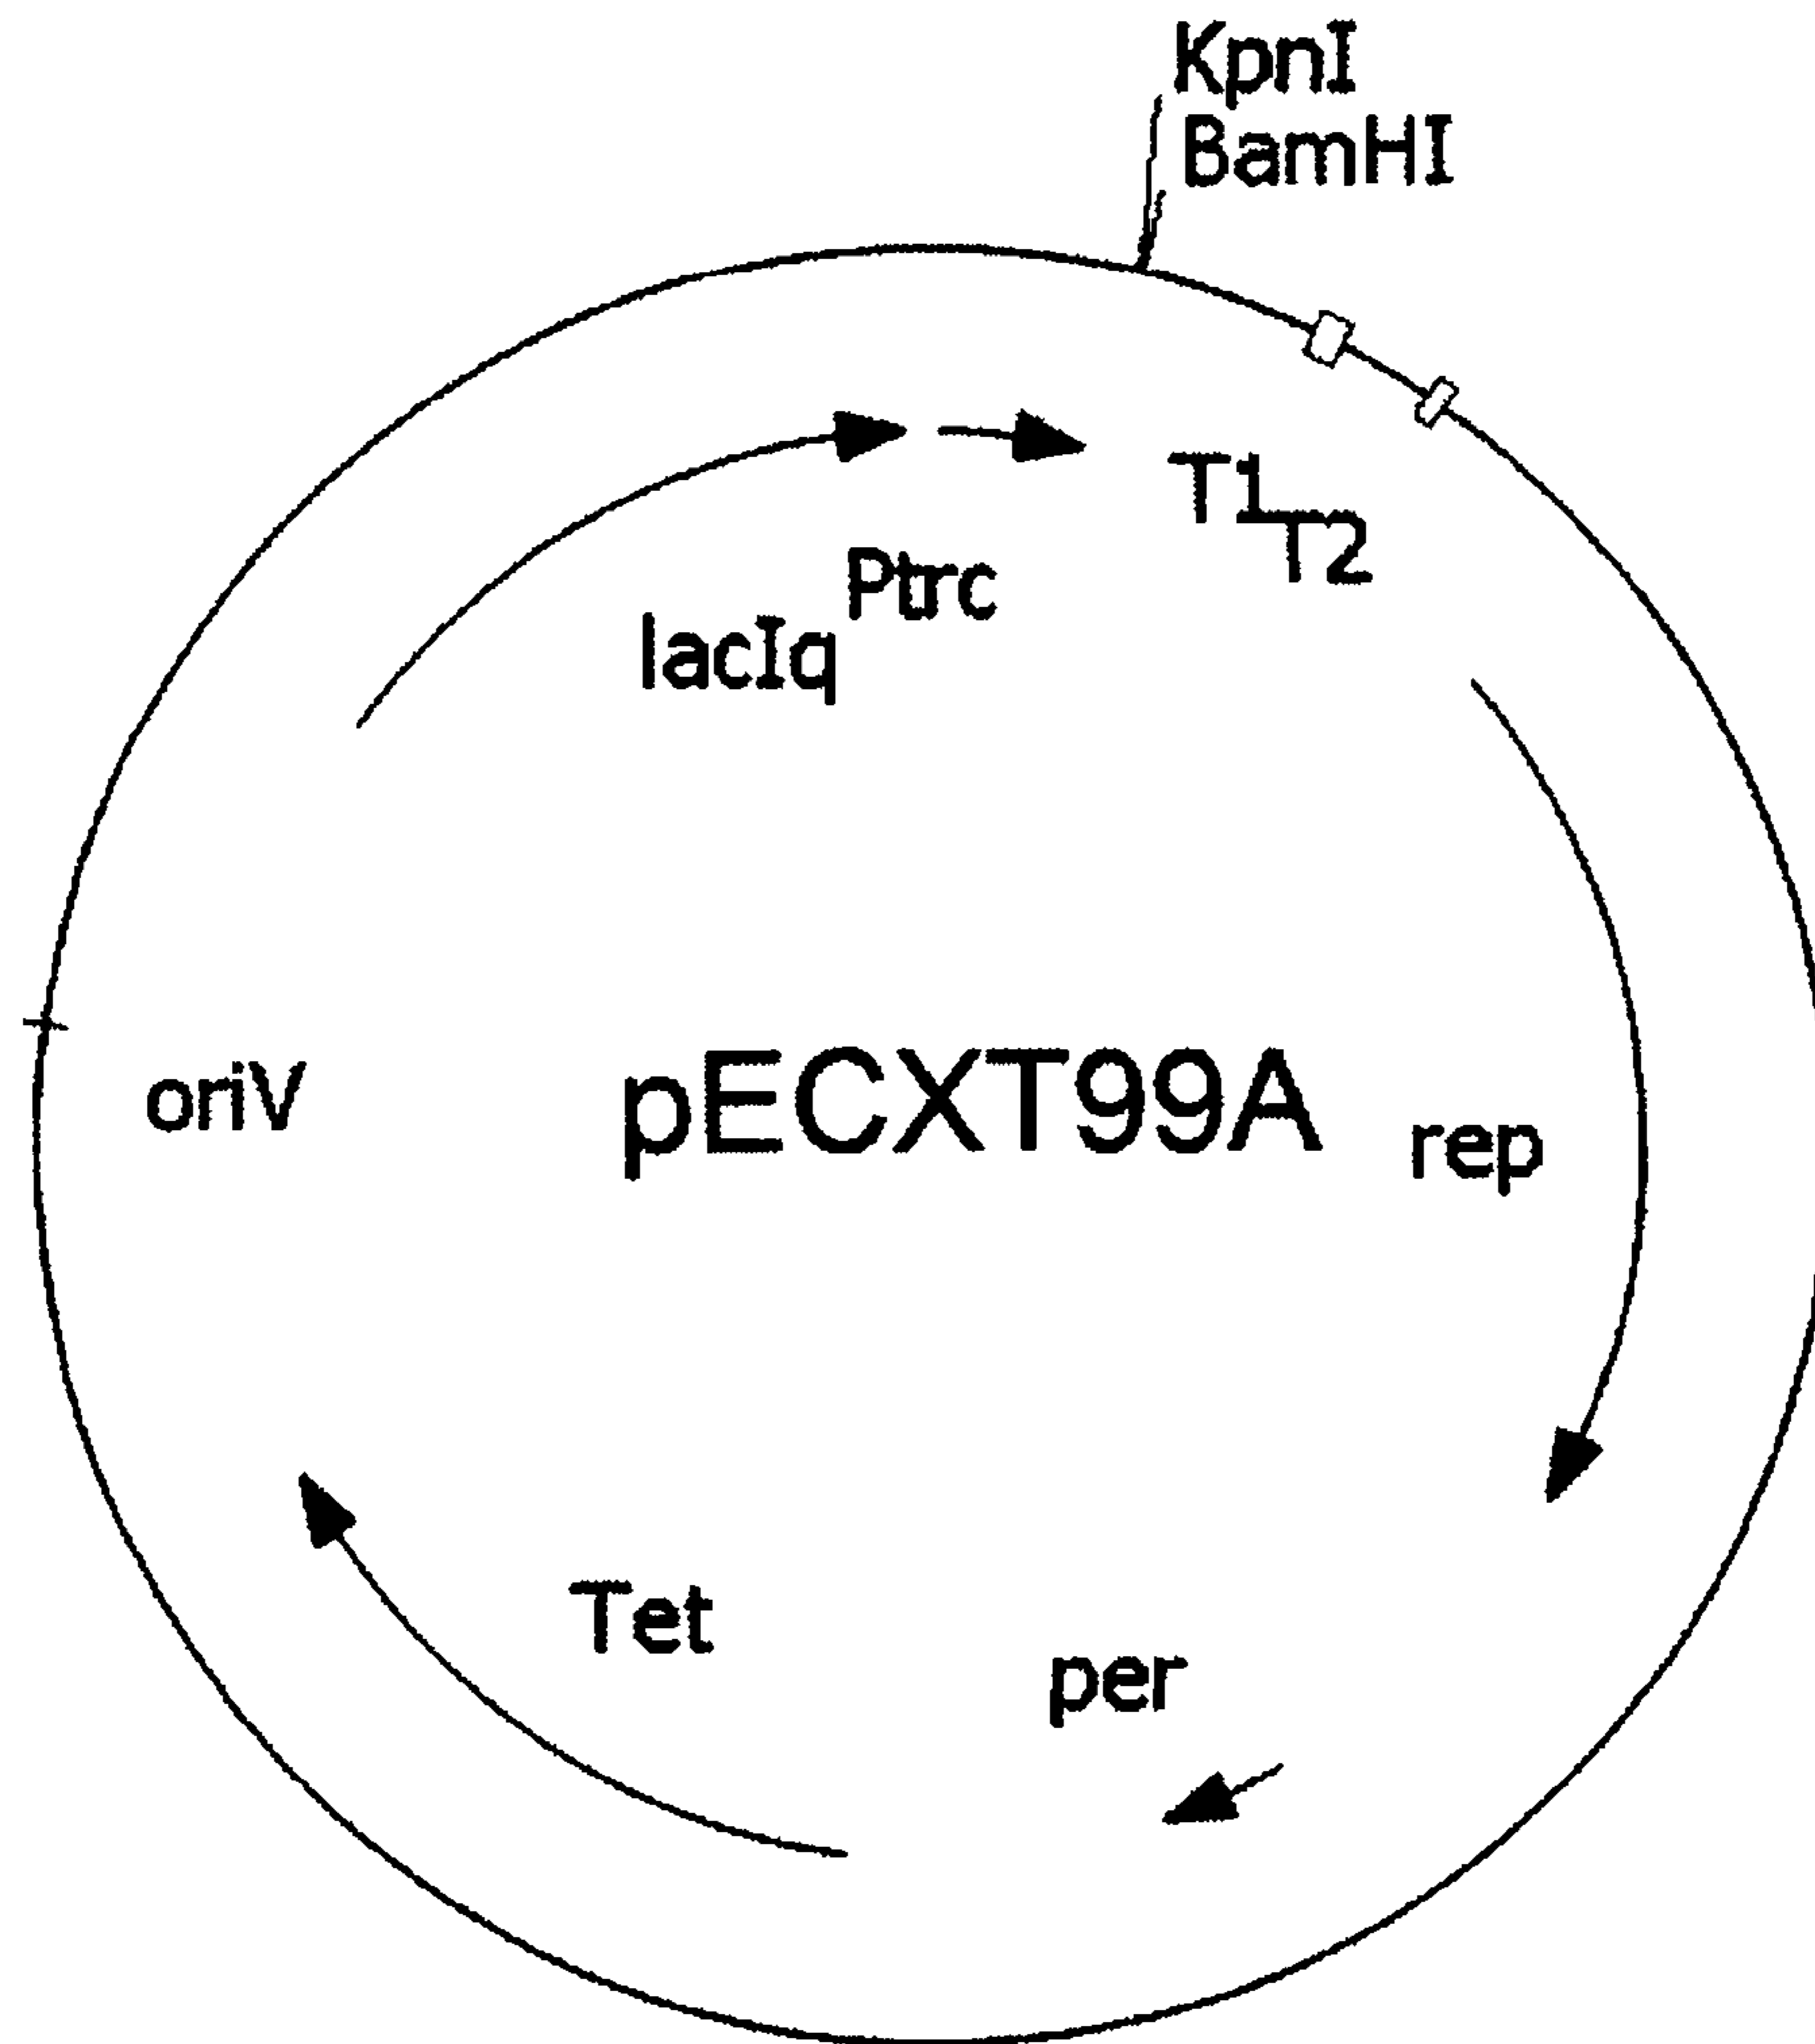 KpnI
BamHI
T1
T2
Ptrc
lacIq
oriV
pECXT99A
rep
Tet
per